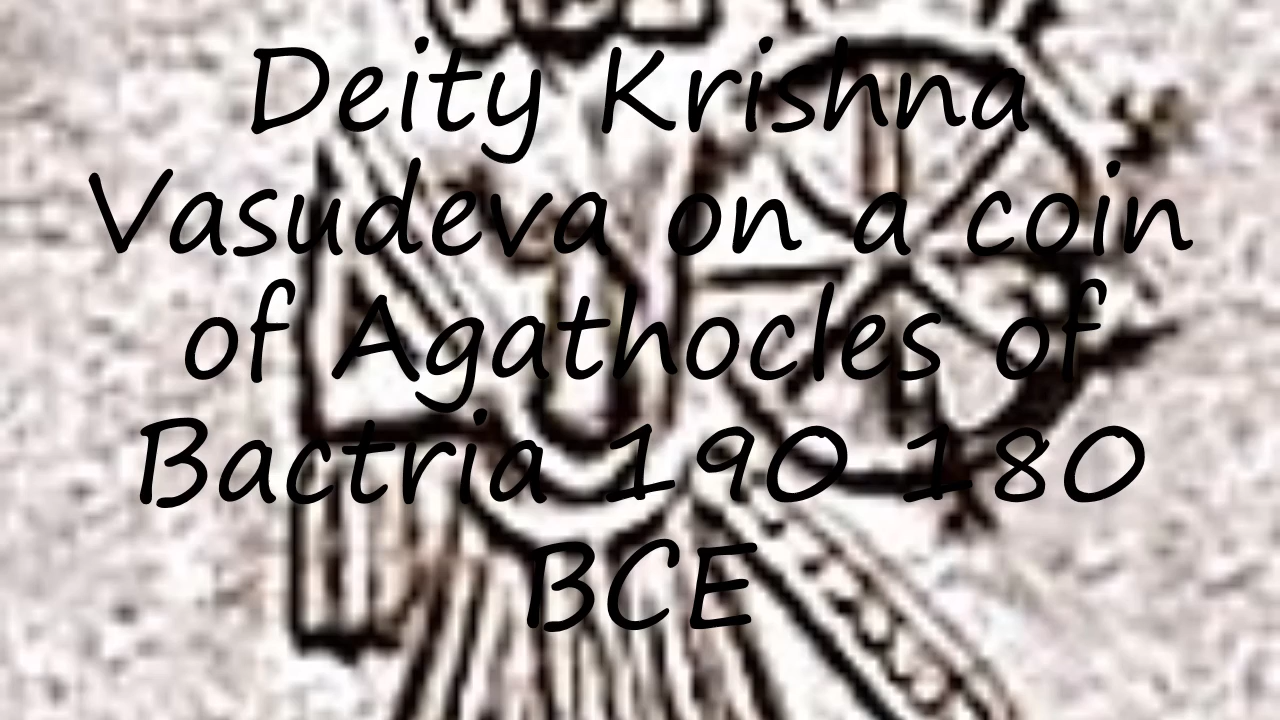 Deity Krishna
Vasudeva on a coin
of Agathocles of
Bactria 190 180
BCE